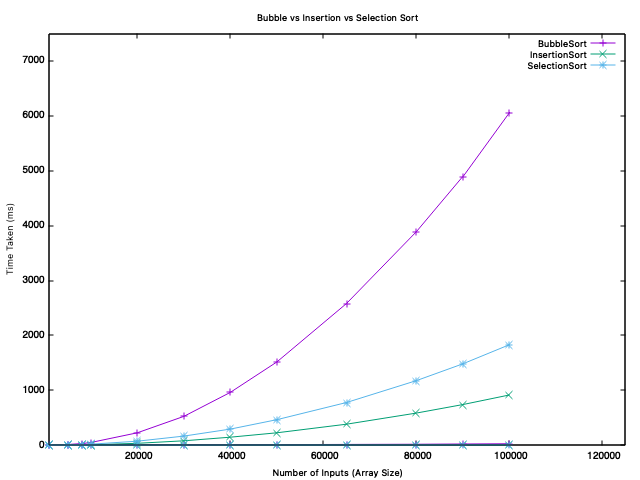 Bubble vs Insertion vs Selection Sort
BubbleSort
InsertionSort
SelectionSort
7000
6000
5000
4000
3000
2000
1000
0
Time Taken (ms)
20000 40000 60000 80000 100000 120000
Number of Inputs (Array Size)